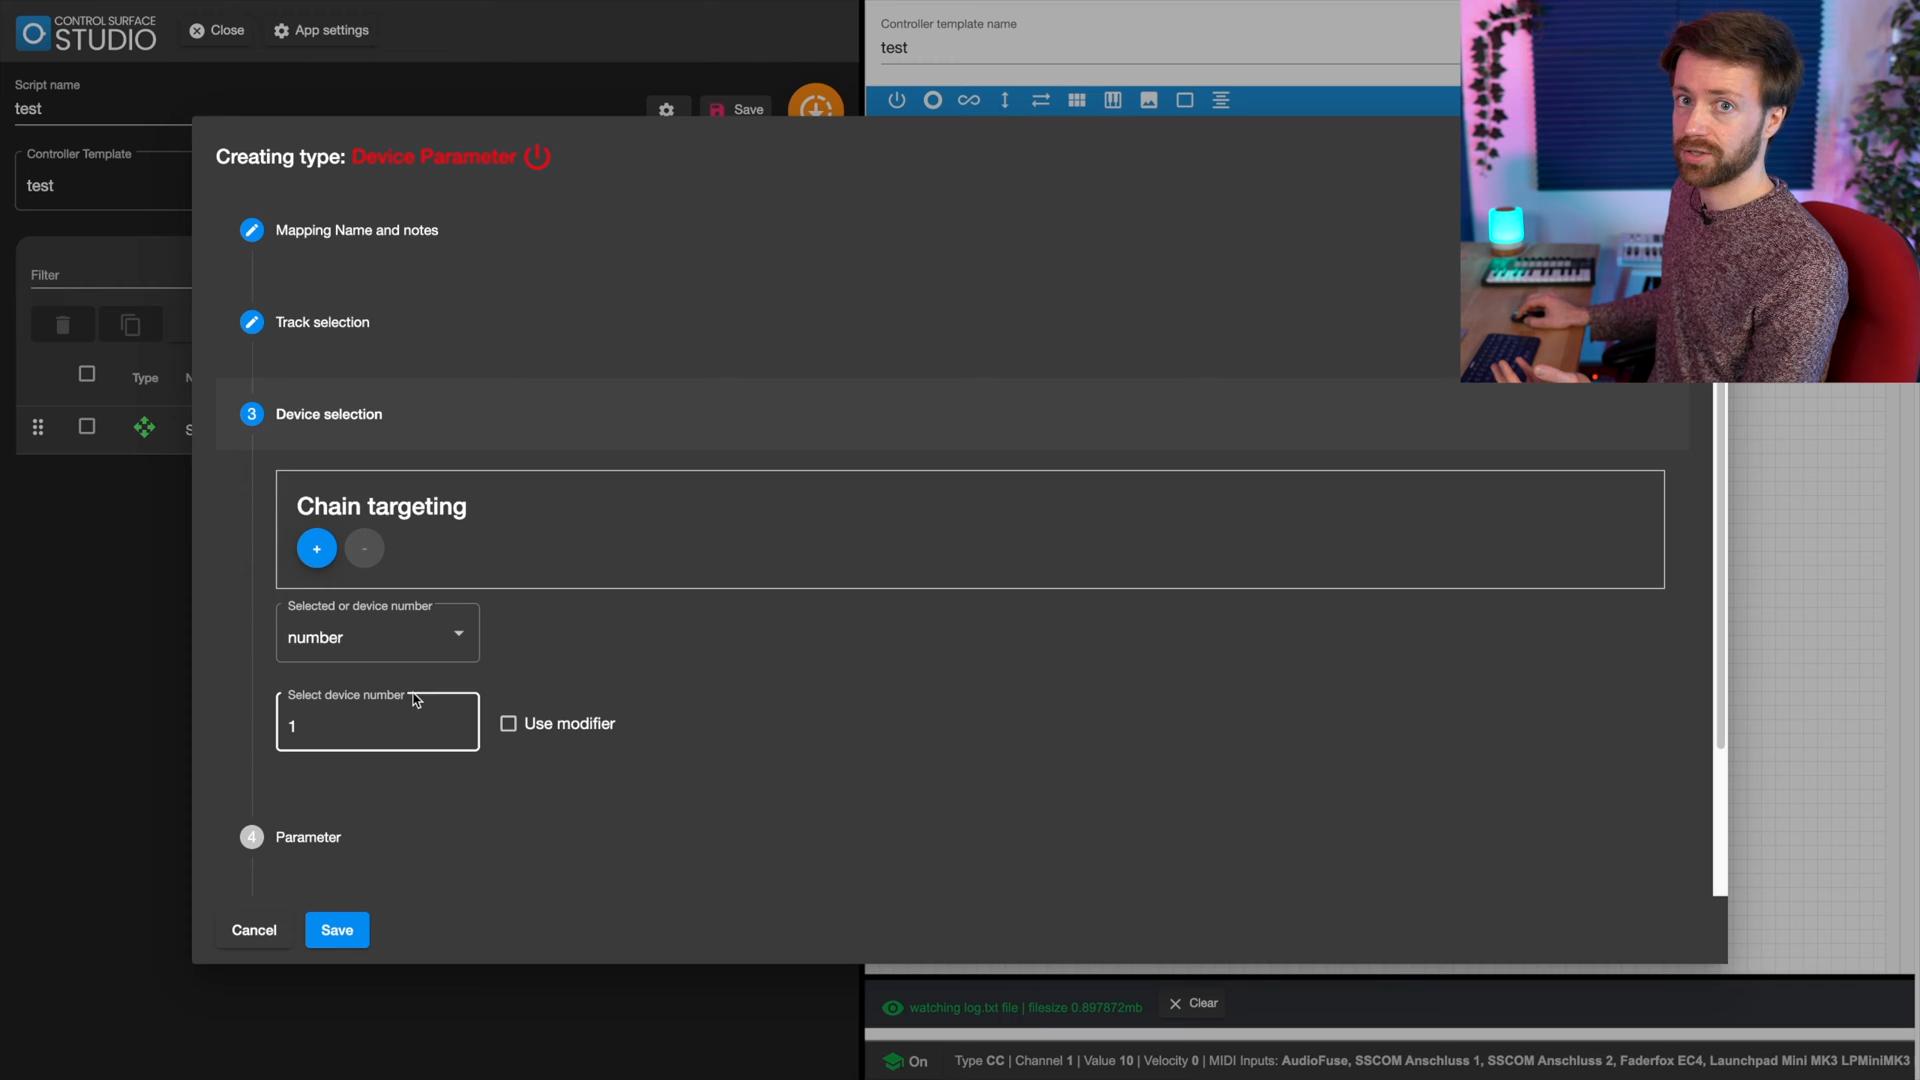 CONTROL SURFACE
STUDIO
Close
App settings
Script name
test
Save
Controller Template
test
Filter
Type
Controller template name
test
Creating type: Device Parameter
Mapping Name and notes
Track selection
3 Device selection
Chain targeting
+ -
Selected or device number
number
Select device number
1
Use modifier
4 Parameter
Cancel
Save
watching log.txt file | filesize 0.897872mb
Clear
On
Type CC | Channel 1 | Value 10 | Velocity 0 | MIDI Inputs: AudioFuse, SSCOM Anschluss 1, SSCOM Anschluss 2, Faderfox EC4, Launchpad Mini MK3 LPMiniMK3